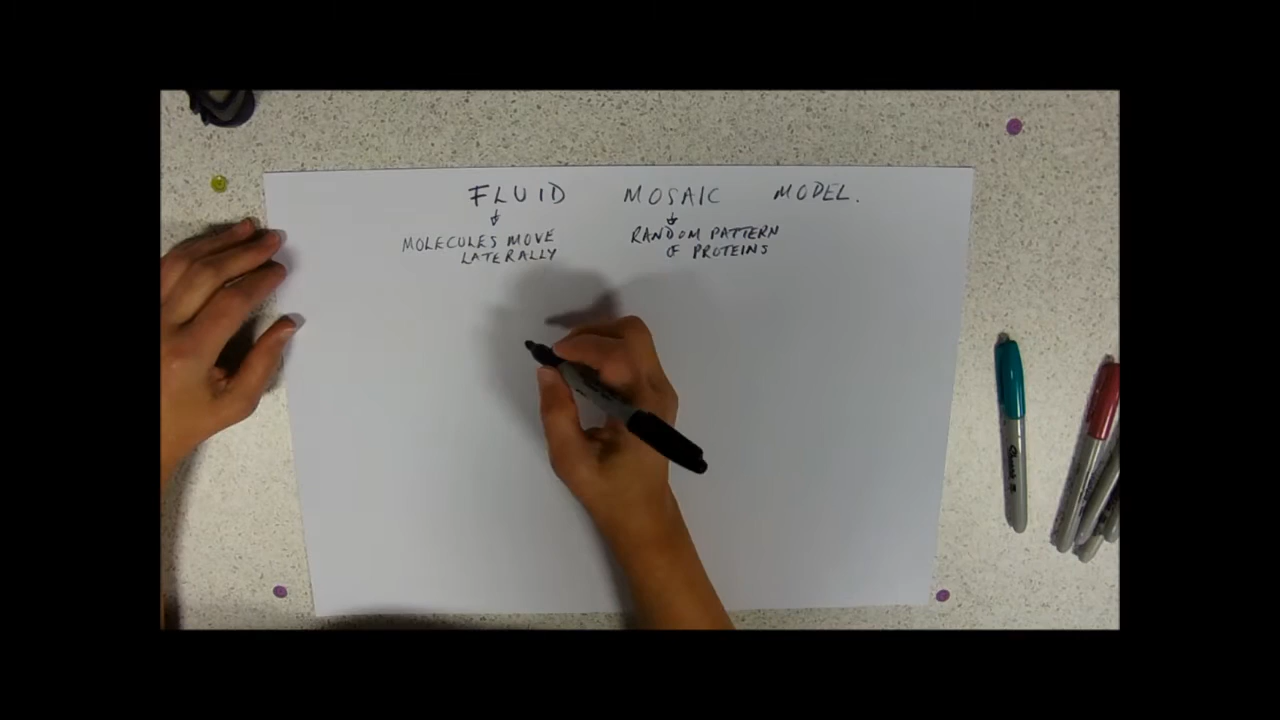 FLUID MOSAIC MODEL.
MOLECULES MOVE
LATERALLY
RANDOM PATTERN
OF PROTEINS